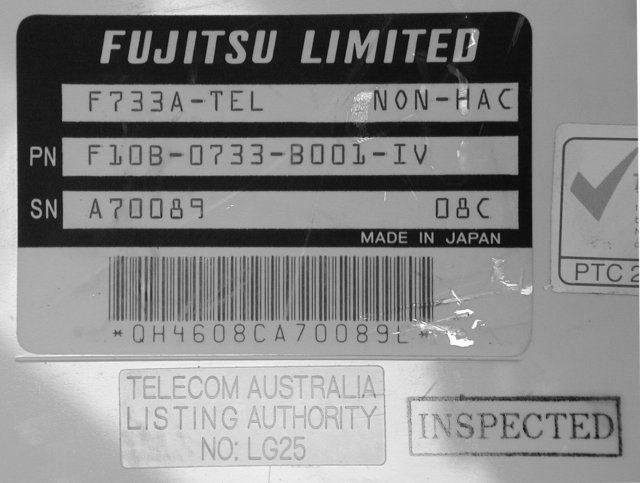 FUJITSU LIMITED
F733A-TEL NON-HAC
PN F10B-0733-B001-IV
SN A70089 08C
MADE IN JAPAN
*QH4608CA70089L*
PTC 2
TELECOM AUSTRALIA
LISTING AUTHORITY
NO: LG25
INSPECTED